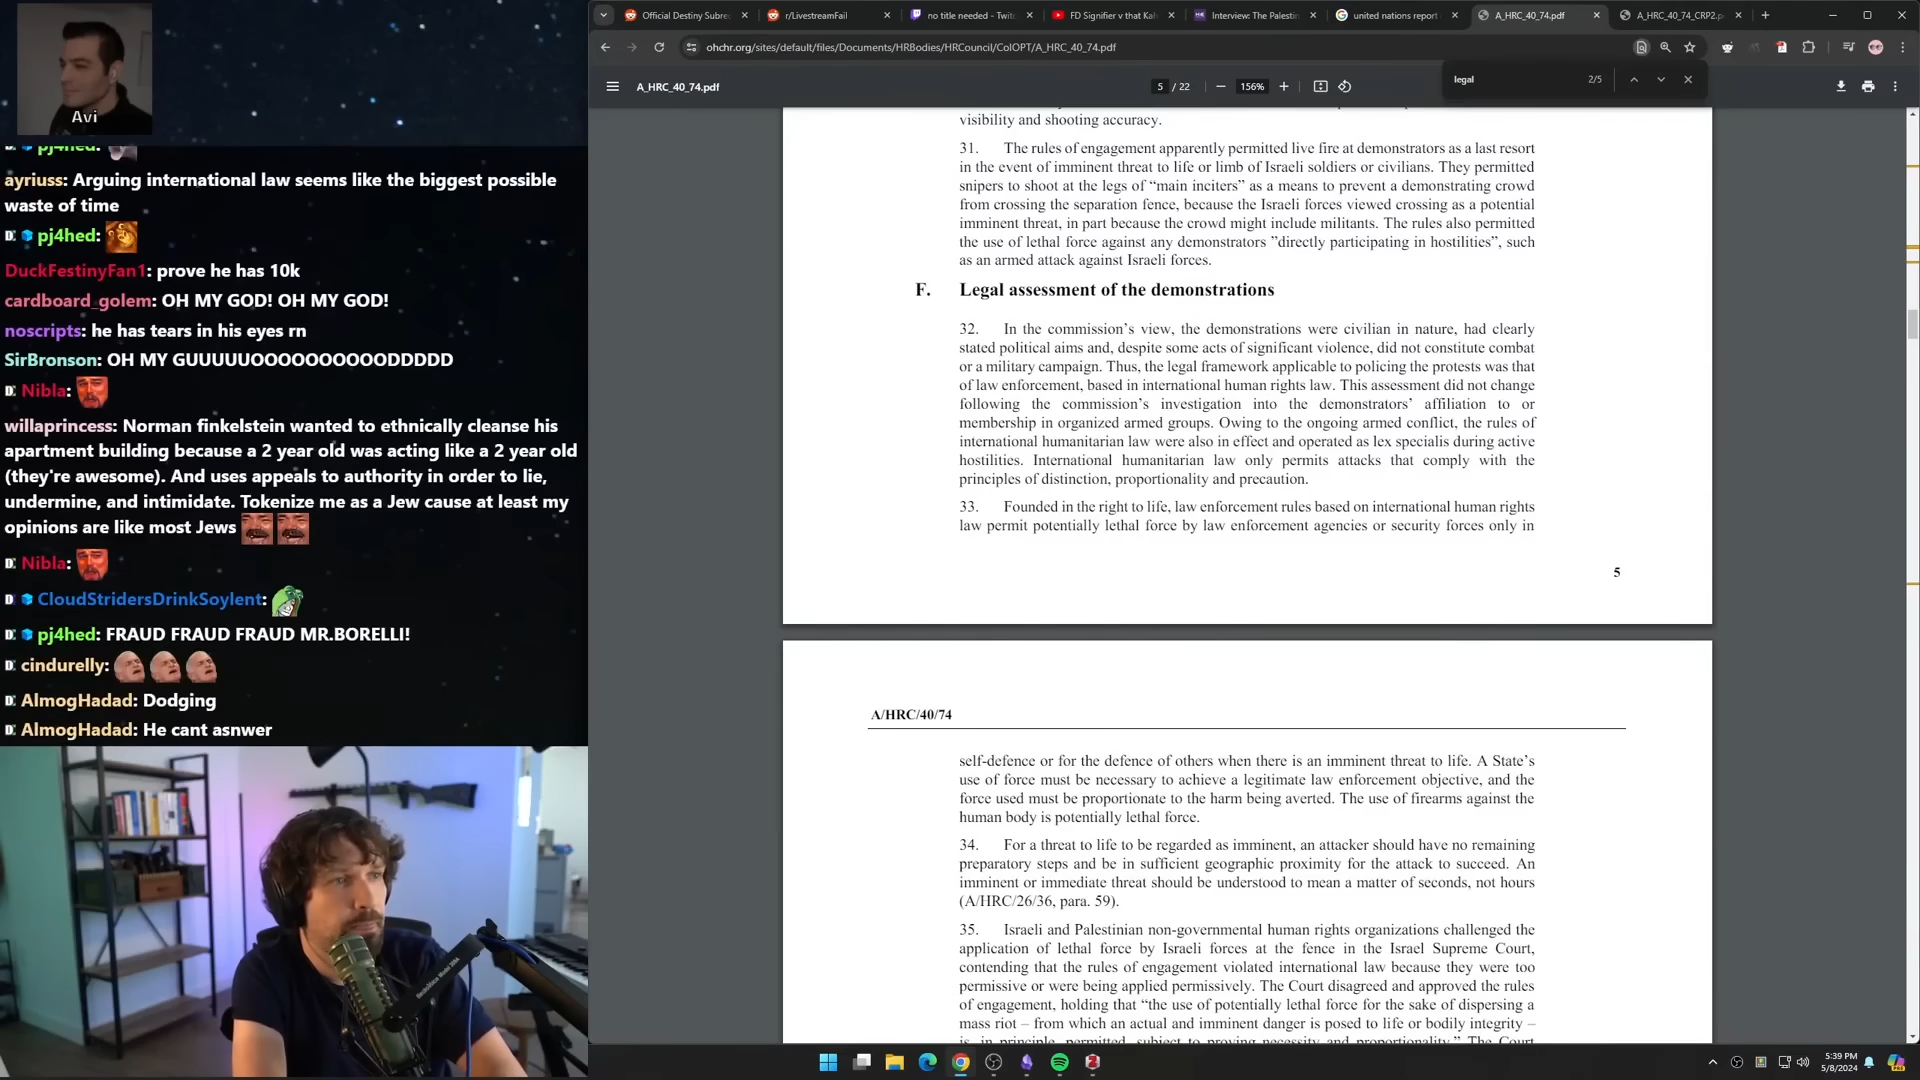 Avi
pj4hed:
ayriuss: Arguing international law seems like the biggest possible
waste of time
pj4hed:
DuckFestinyFan1: prove he has 10k
cardboard_golem: OH MY GOD! OH MY GOD!
noscripts: he has tears in his eyes rn
SirBronson: OH MY GUUUUUOOOOOOOOOODDDDD
Nibla:
willaprincess: Norman finkelstein wanted to ethnically cleanse his
apartment building because a 2 year old was acting like a 2 year old
(they're awesome). And uses appeals to authority in order to lie,
undermine, and intimidate. Tokenize me as a Jew cause at least my
opinions are like most Jews
Nibla:
CloudStridersDrinkSoylent:
pj4hed: FRAUD FRAUD FRAUD MR.BORELLI!
cindurelly:
AlmogHadad: Dodging
AlmogHadad: He cant asnwer
Official Destiny Subre
r/LivestreamFail
no title needed - Twitc
FD Signifier v that Kal
Interview: The Palestin
united nations report
A_HRC_40_74.pdf
A_HRC_40_74_CRP2.p
ohchr.org/sites/default/files/Documents/HRBodies/HRCouncil/CoIOPT/A_HRC_40_74.pdf
legal
2/5
A_HRC_40_74.pdf
5 / 22
156%
visibility and shooting accuracy.
31. The rules of engagement apparently permitted live fire at demonstrators as a last resort
in the event of imminent threat to life or limb of Israeli soldiers or civilians. They permitted
snipers to shoot at the legs of “main inciters” as a means to prevent a demonstrating crowd
from crossing the separation fence, because the Israeli forces viewed crossing as a potential
imminent threat, in part because the crowd might include militants. The rules also permitted
the use of lethal force against any demonstrators ”directly participating in hostilities”, such
as an armed attack against Israeli forces.
F. Legal assessment of the demonstrations
32. In the commission’s view, the demonstrations were civilian in nature, had clearly
stated political aims and, despite some acts of significant violence, did not constitute combat
or a military campaign. Thus, the legal framework applicable to policing the protests was that
of law enforcement, based in international human rights law. This assessment did not change
following the commission’s investigation into the demonstrators’ affiliation to or
membership in organized armed groups. Owing to the ongoing armed conflict, the rules of
international humanitarian law were also in effect and operated as lex specialis during active
hostilities. International humanitarian law only permits attacks that comply with the
principles of distinction, proportionality and precaution.
33. Founded in the right to life, law enforcement rules based on international human rights
law permit potentially lethal force by law enforcement agencies or security forces only in
5
A/HRC/40/74
self-defence or for the defence of others when there is an imminent threat to life. A State’s
use of force must be necessary to achieve a legitimate law enforcement objective, and the
force used must be proportionate to the harm being averted. The use of firearms against the
human body is potentially lethal force.
34. For a threat to life to be regarded as imminent, an attacker should have no remaining
preparatory steps and be in sufficient geographic proximity for the attack to succeed. An
imminent or immediate threat should be understood to mean a matter of seconds, not hours
(A/HRC/26/36, para. 59).
35. Israeli and Palestinian non-governmental human rights organizations challenged the
application of lethal force by Israeli forces at the fence in the Israel Supreme Court,
contending that the rules of engagement violated international law because they were too
permissive or were being applied permissively. The Court disagreed and approved the rules
of engagement, holding that “the use of potentially lethal force for the sake of dispersing a
mass riot – from which an actual and imminent danger is posed to life or bodily integrity –
is, in principle, permitted, subject to proving necessity and proportionality.” The Court
5:39 PM
5/8/2024